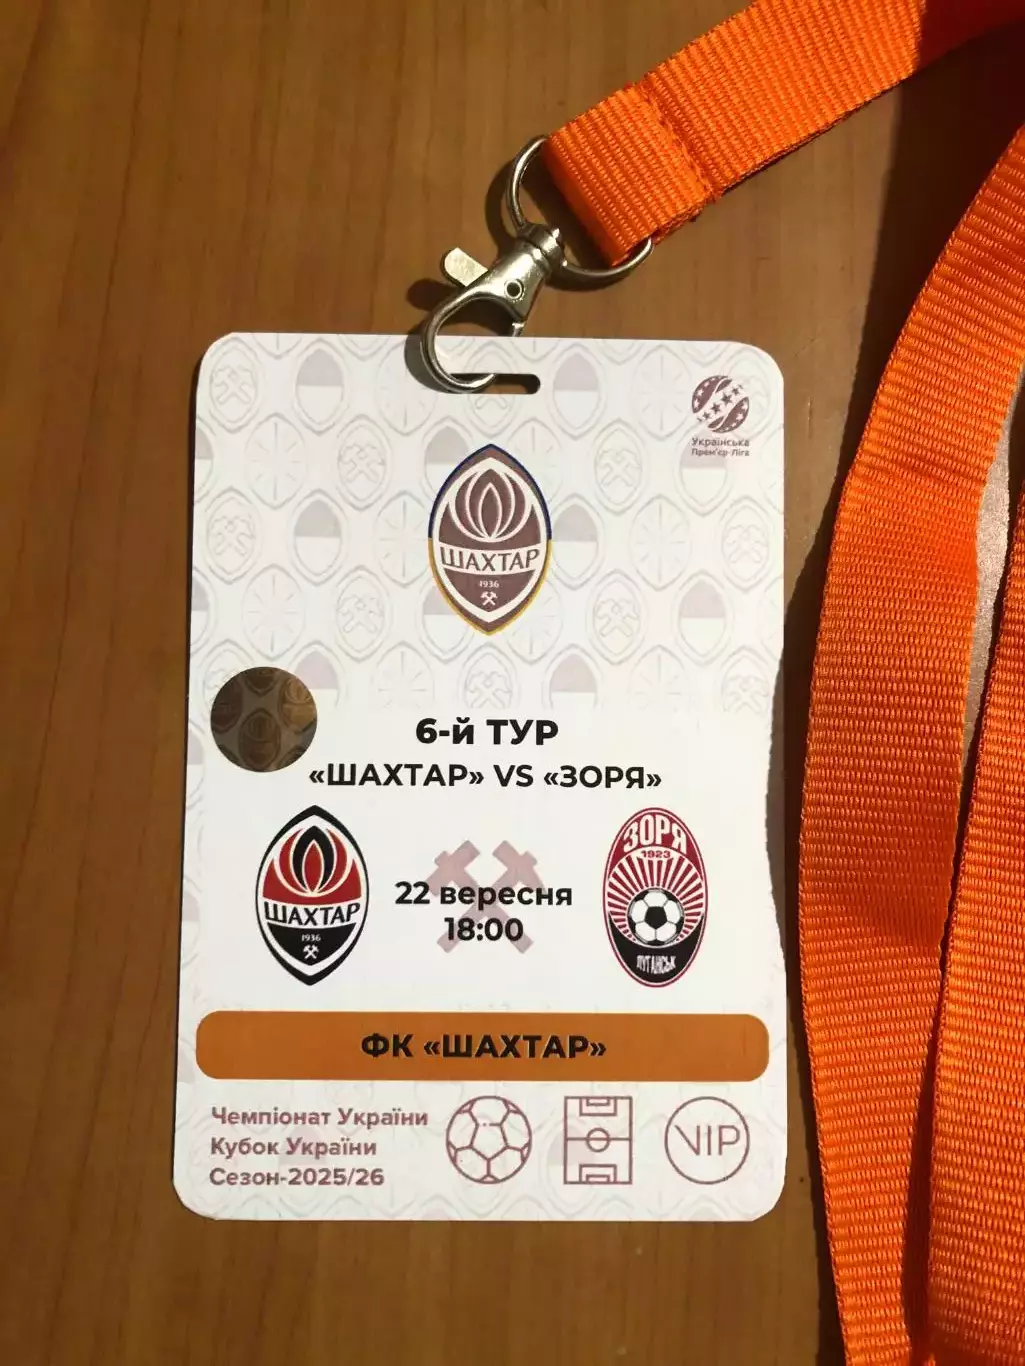 Українська
Прем'єр-Ліга
ШАХТАР
1936
6-й ТУР
«ШАХТАР» VS «ЗОРЯ»
ШАХТАР
1936
22 вересня
18:00
ЗОРЯ
1923
ЛУГАНСЬК
ФК «ШАХТАР»
Чемпіонат України
Кубок України
Сезон-2025/26
VIP